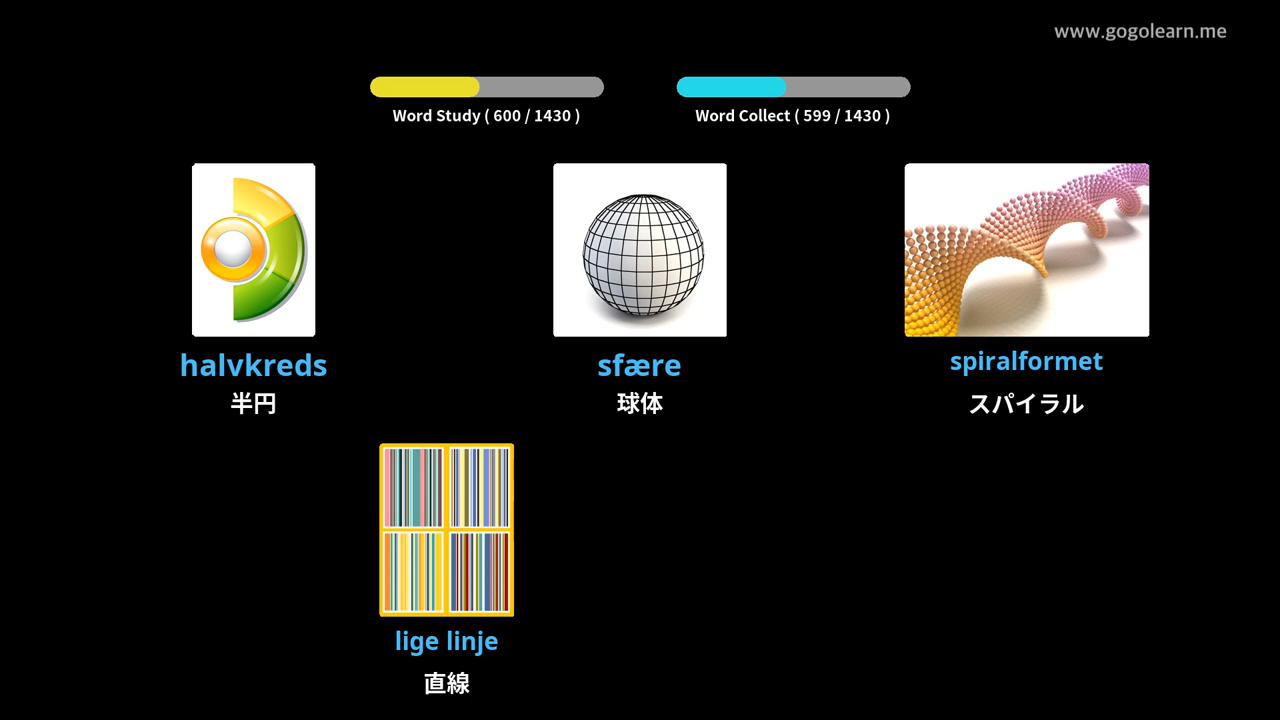 www.gogolearn.me
Word Study ( 600 / 1430 )
Word Collect ( 599 / 1430 )
halvkreds
半円
sfære
球体
spiralformet
スパイラル
lige linje
直線